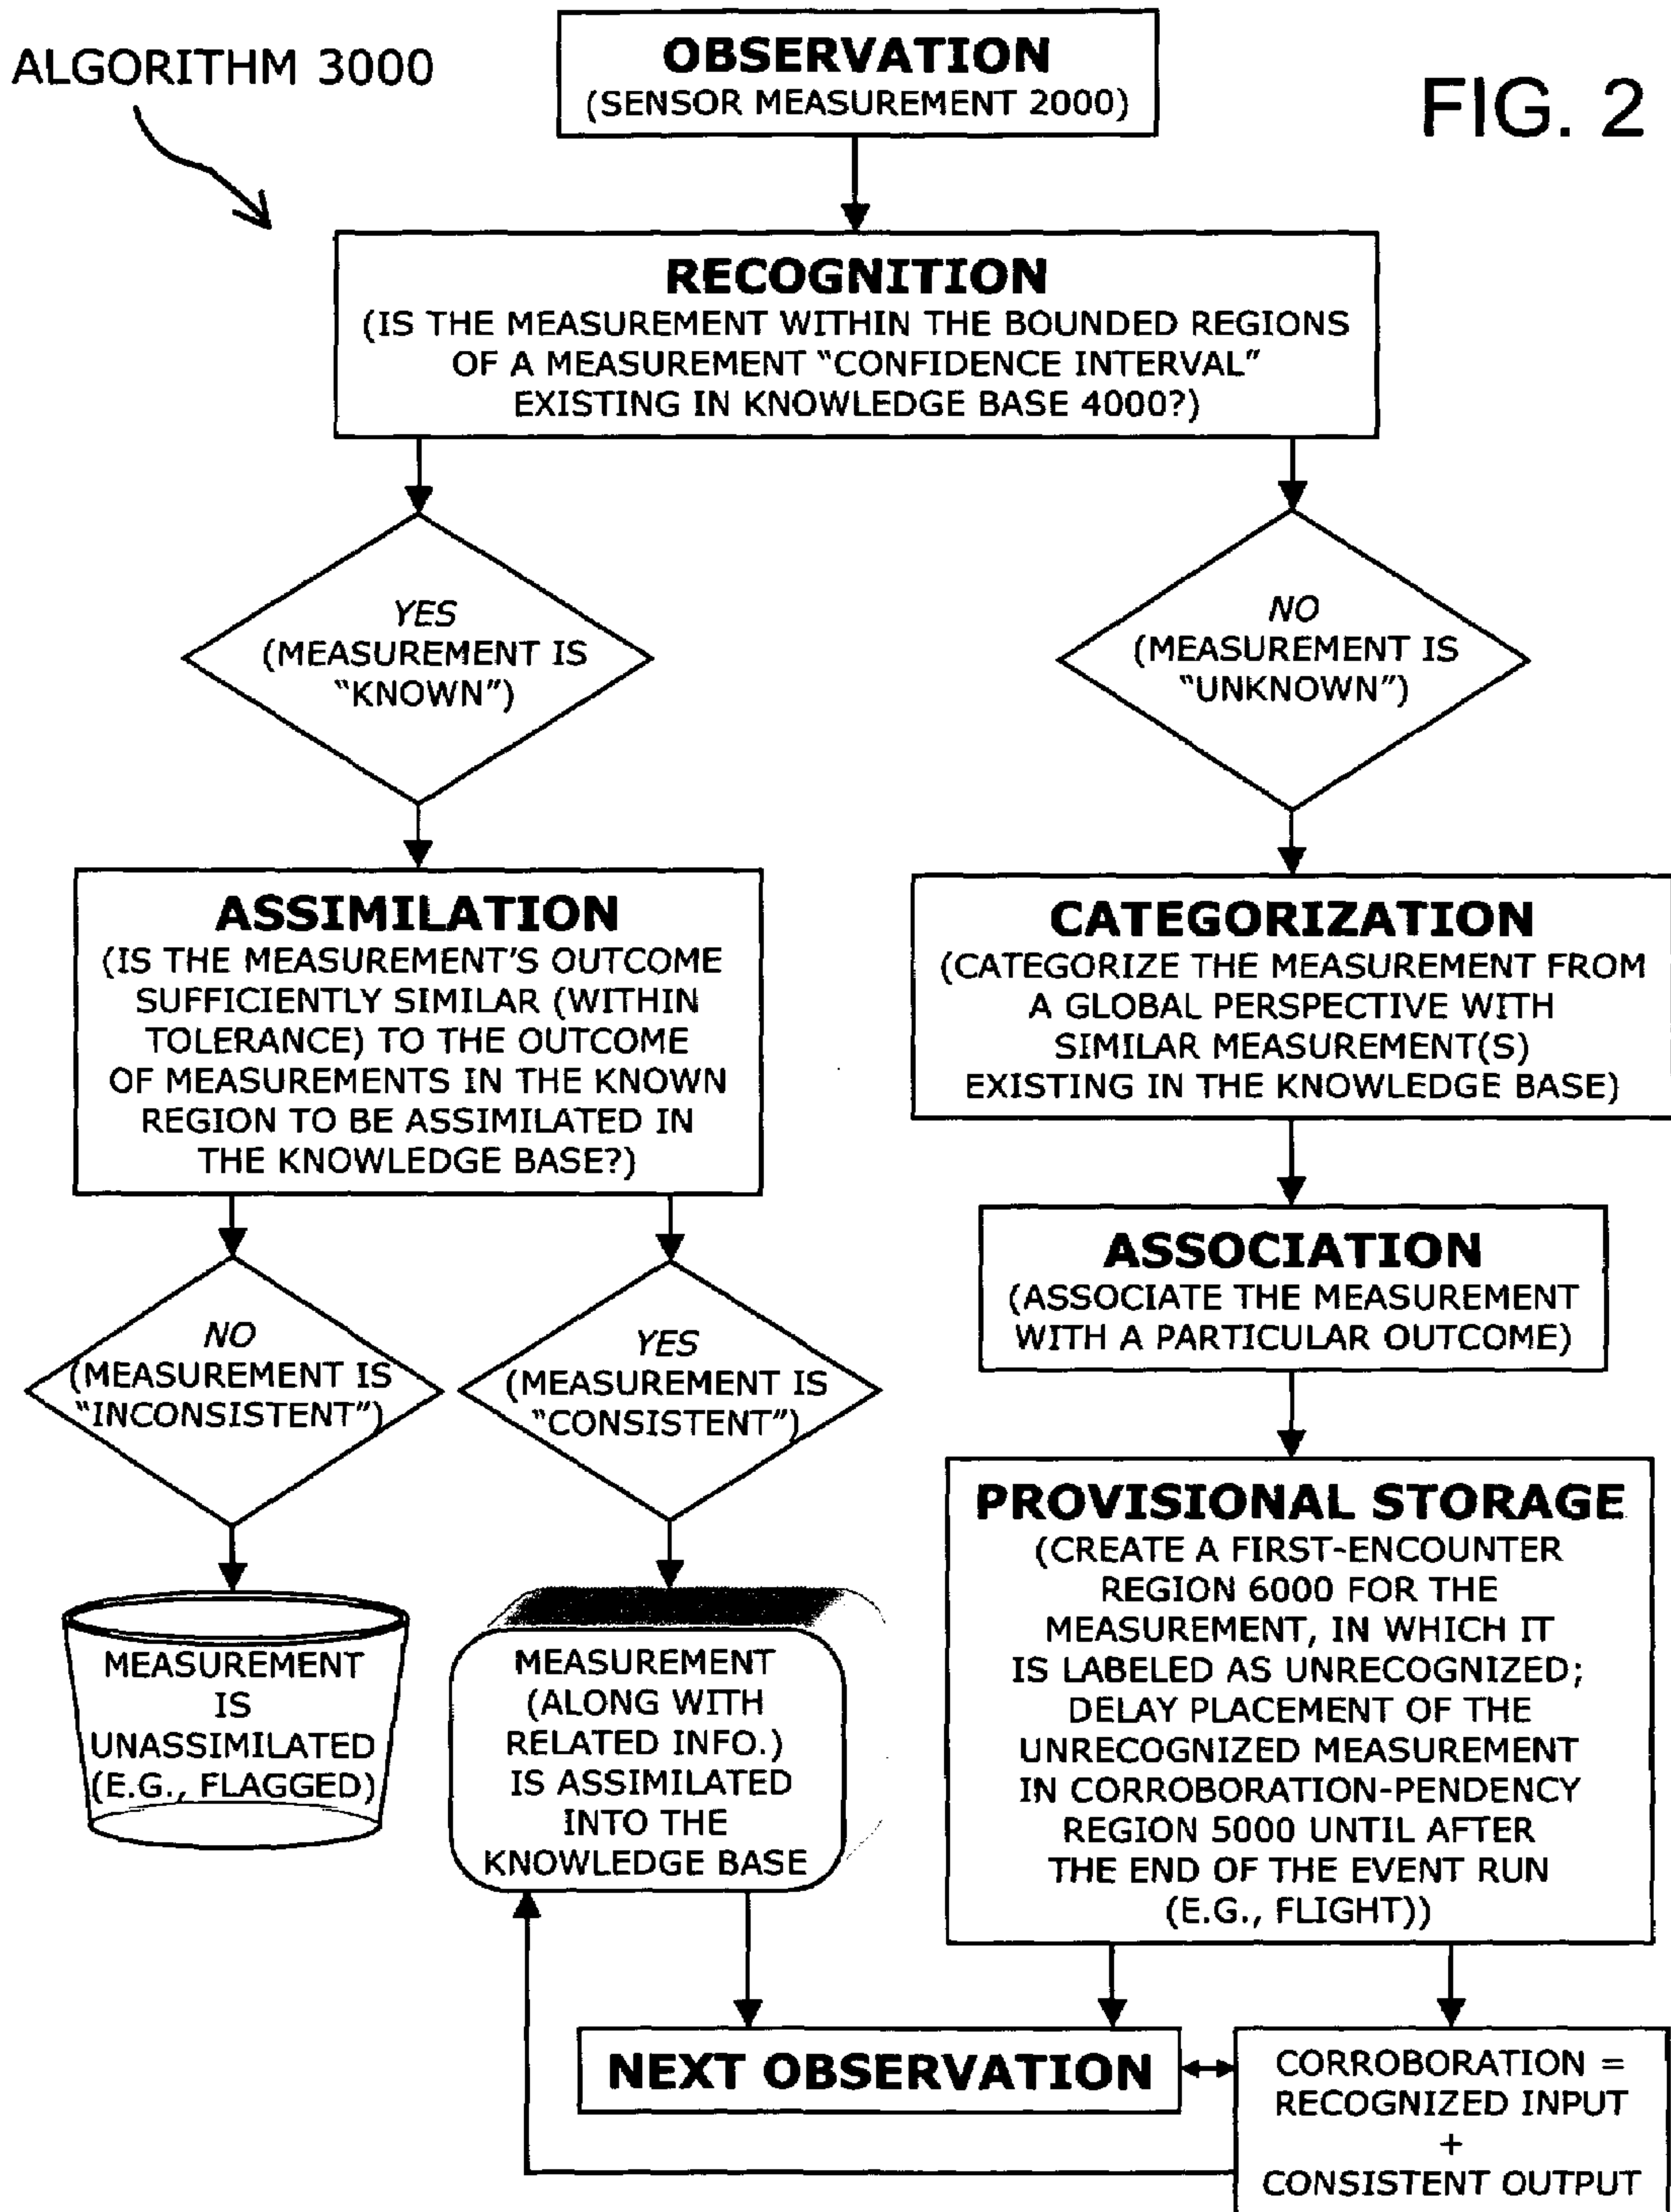 ALGORITHM 3000
OBSERVATION
(SENSOR MEASUREMENT 2000)
FIG. 2
RECOGNITION
(IS THE MEASUREMENT WITHIN THE BOUNDED REGIONS
OF A MEASUREMENT “CONFIDENCE INTERVAL”
EXISTING IN KNOWLEDGE BASE 4000?)
YES
(MEASUREMENT IS
“KNOWN”)
NO
(MEASUREMENT IS
“UNKNOWN”)
ASSIMILATION
(IS THE MEASUREMENT’S OUTCOME
SUFFICIENTLY SIMILAR (WITHIN
TOLERANCE) TO THE OUTCOME
OF MEASUREMENTS IN THE KNOWN
REGION TO BE ASSIMILATED IN
THE KNOWLEDGE BASE?)
CATEGORIZATION
(CATEGORIZE THE MEASUREMENT FROM
A GLOBAL PERSPECTIVE WITH
SIMILAR MEASUREMENT(S)
EXISTING IN THE KNOWLEDGE BASE)
ASSOCIATION
(ASSOCIATE THE MEASUREMENT
WITH A PARTICULAR OUTCOME)
NO
(MEASUREMENT IS
“INCONSISTENT”)
YES
(MEASUREMENT IS
“CONSISTENT”)
PROVISIONAL STORAGE
(CREATE A FIRST-ENCOUNTER
REGION 6000 FOR THE
MEASUREMENT, IN WHICH IT
IS LABELED AS UNRECOGNIZED;
DELAY PLACEMENT OF THE
UNRECOGNIZED MEASUREMENT
IN CORROBORATION-PENDENCY
REGION 5000 UNTIL AFTER
THE END OF THE EVENT RUN
(E.G., FLIGHT))
MEASUREMENT
IS
UNASSIMILATED
(E.G., FLAGGED)
MEASUREMENT
(ALONG WITH
RELATED INFO.)
IS ASSIMILATED
INTO THE
KNOWLEDGE BASE
NEXT OBSERVATION
CORROBORATION =
RECOGNIZED INPUT
+
CONSISTENT OUTPUT